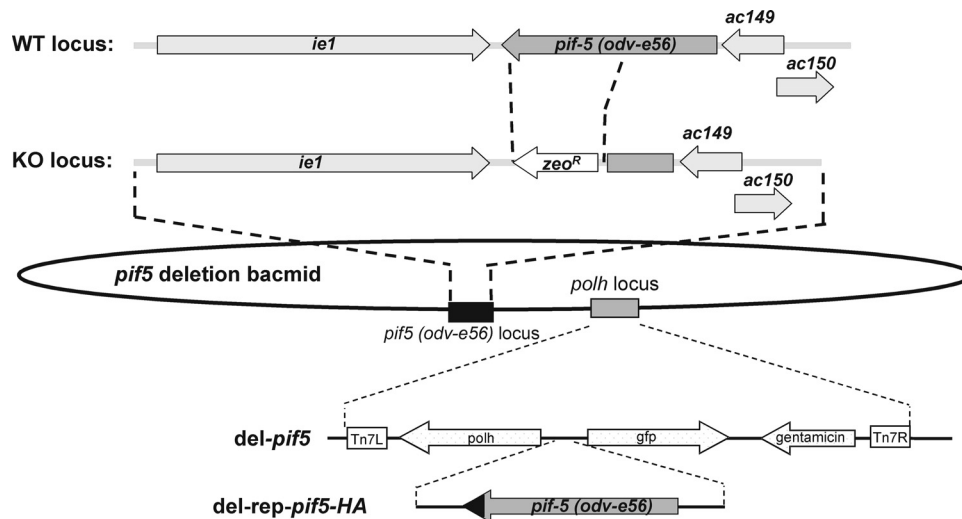 WT locus:
ie1
pif-5 (odv-e56)
ac149
ac150
KO locus:
ie1
zeoR
ac149
ac150
pif5 deletion bacmid
polh locus
pif5 (odv-e56) locus
del-pif5
Tn7L
polh
gfp
gentamicin
Tn7R
del-rep-pif5-HA
pif-5 (odv-e56)